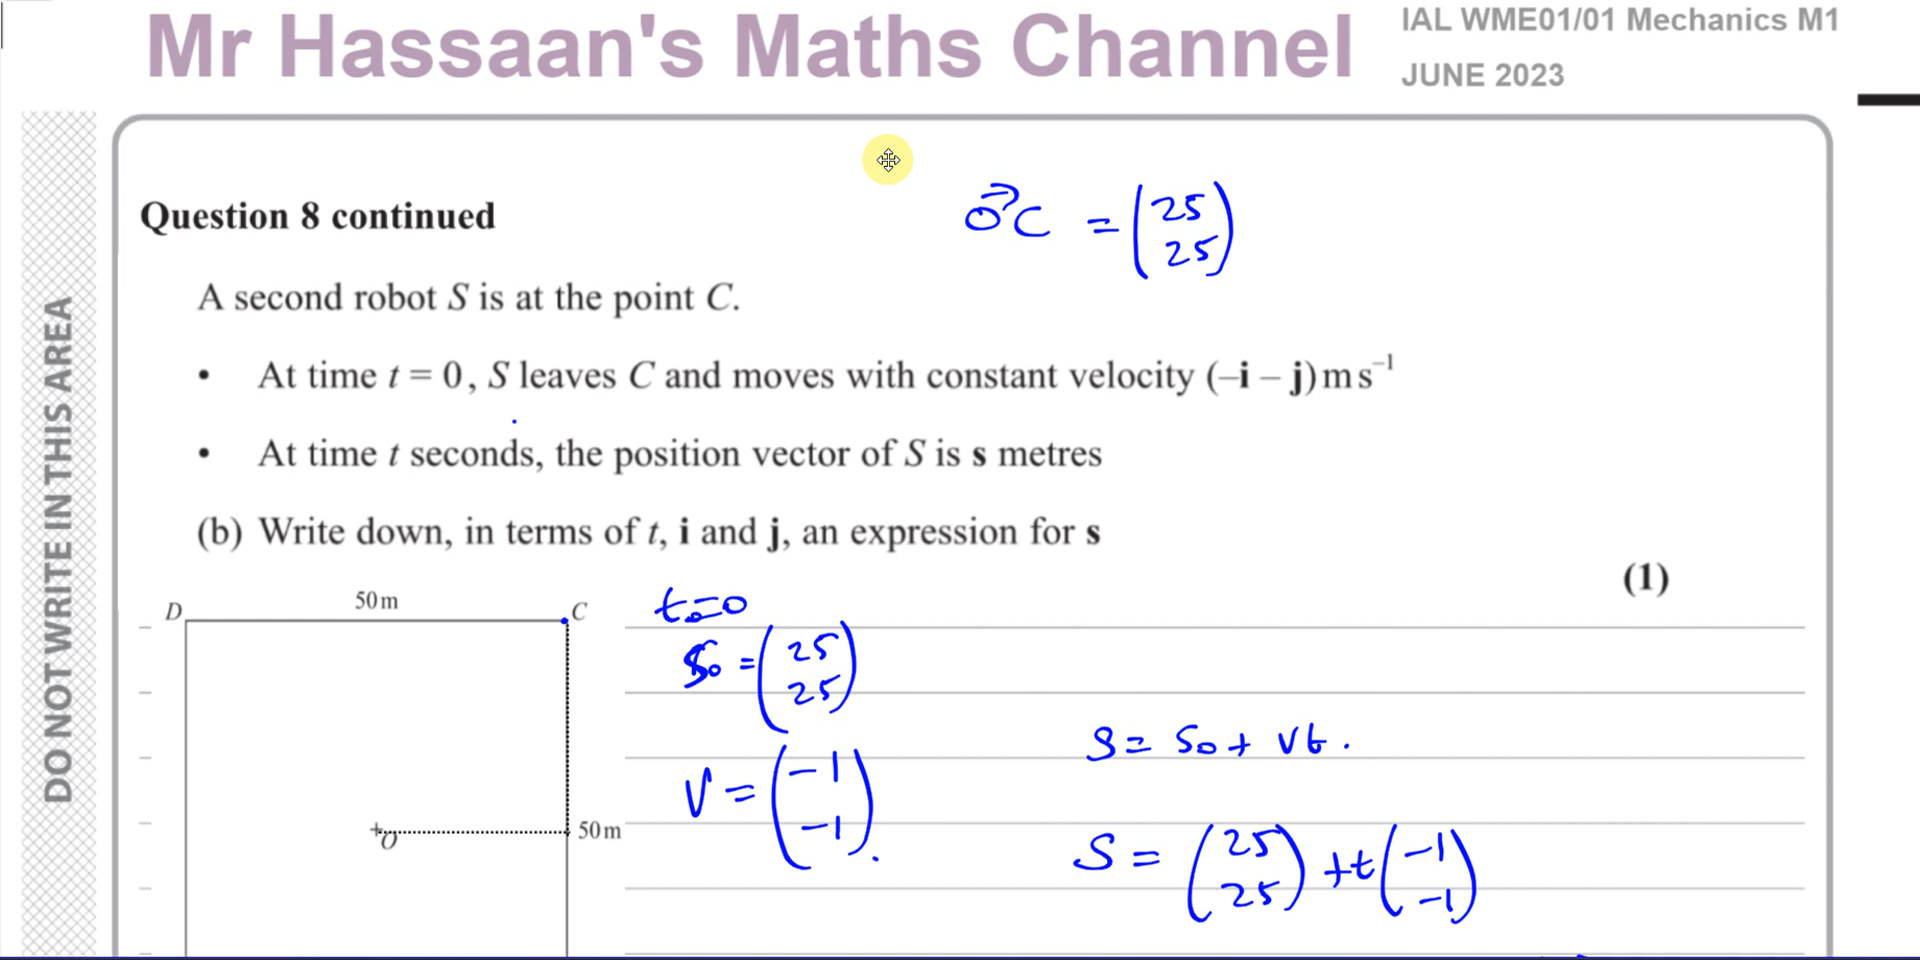 Mr Hassaan's Maths Channel
IAL WME01/01 Mechanics M1
JUNE 2023
DO NOT WRITE IN THIS AREA
Question 8 continued
O⃗C = (25 25)
A second robot S is at the point C.
• At time t = 0, S leaves C and moves with constant velocity (–i – j) m s⁻¹
• At time t seconds, the position vector of S is s metres
(b) Write down, in terms of t, i and j, an expression for s
(1)
D 50 m C
t=0
S₀ = (25 25)
S = S₀ + Vt.
V = (-1 -1).
O 50 m
S = (25 25) + t(-1 -1)